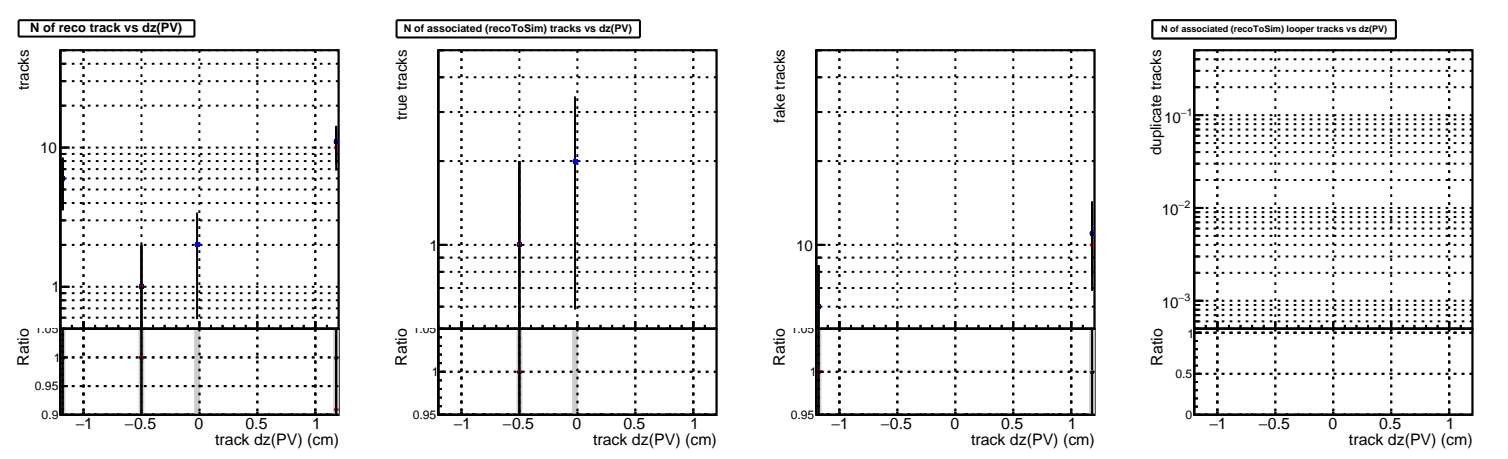 N of reco track vs dz(PV)
tracks
10
1
Ratio
1.05
1
0.95
0.9
−1 −0.5 0 0.5 1
track dz(PV) (cm)
N of associated (recoToSim) tracks vs dz(PV)
true tracks
1
Ratio
1.05
1
0.95
−1 −0.5 0 0.5 1
track dz(PV) (cm)
fake tracks
10
Ratio
1.05
1
0.95
−1 −0.5 0 0.5 1
track dz(PV) (cm)
N of associated (recoToSim) looper tracks vs dz(PV)
duplicate tracks
10−1
10−2
10−3
Ratio
1
0.5
0
−1 −0.5 0 0.5 1
track dz(PV) (cm)